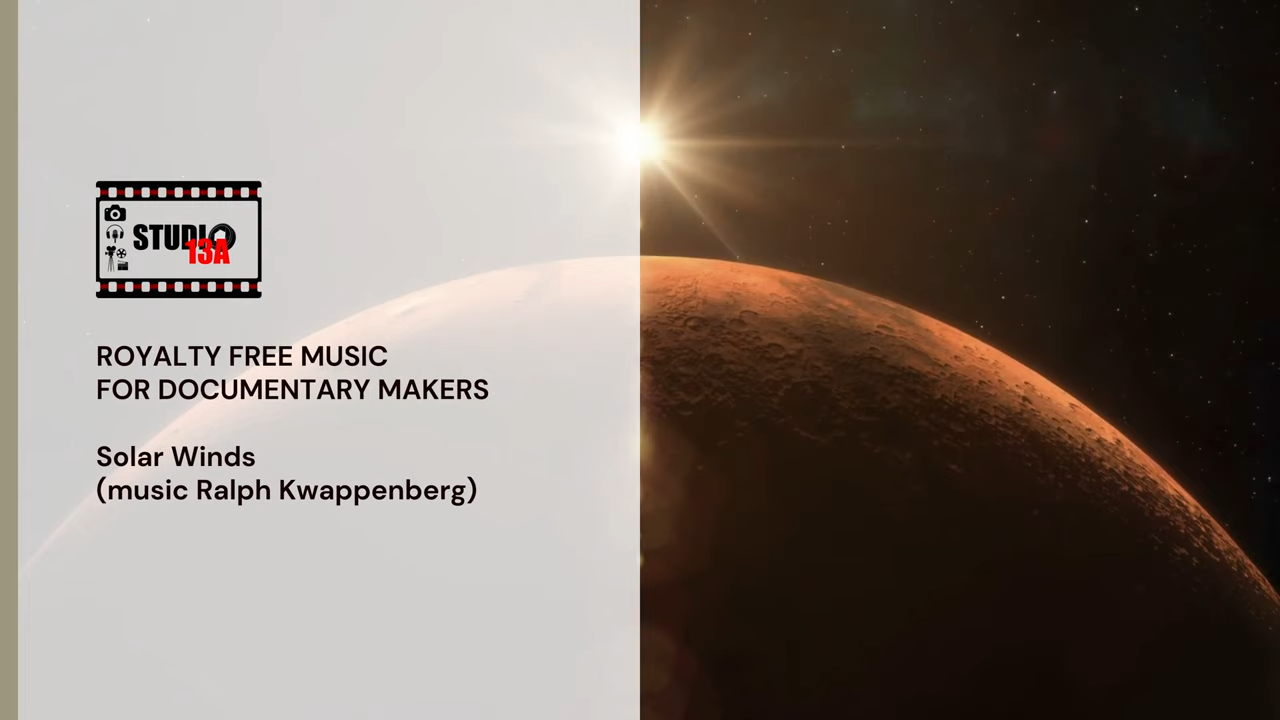 STUDIO
13A
ROYALTY FREE MUSIC
FOR DOCUMENTARY MAKERS
Solar Winds
(music Ralph Kwappenberg)